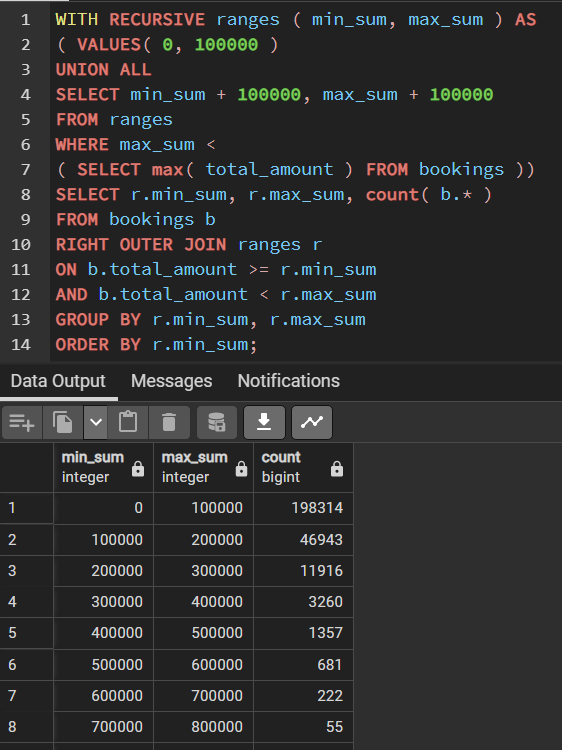 1 WITH RECURSIVE ranges ( min_sum, max_sum ) AS
2 ( VALUES( 0, 100000 )
3 UNION ALL
4 SELECT min_sum + 100000, max_sum + 100000
5 FROM ranges
6 WHERE max_sum <
7 ( SELECT max( total_amount ) FROM bookings ))
8 SELECT r.min_sum, r.max_sum, count( b.* )
9 FROM bookings b
10 RIGHT OUTER JOIN ranges r
11 ON b.total_amount >= r.min_sum
12 AND b.total_amount < r.max_sum
13 GROUP BY r.min_sum, r.max_sum
14 ORDER BY r.min_sum;
Data Output Messages Notifications
min_sum max_sum count
integer integer bigint
1 0 100000 198314
2 100000 200000 46943
3 200000 300000 11916
4 300000 400000 3260
5 400000 500000 1357
6 500000 600000 681
7 600000 700000 222
8 700000 800000 55